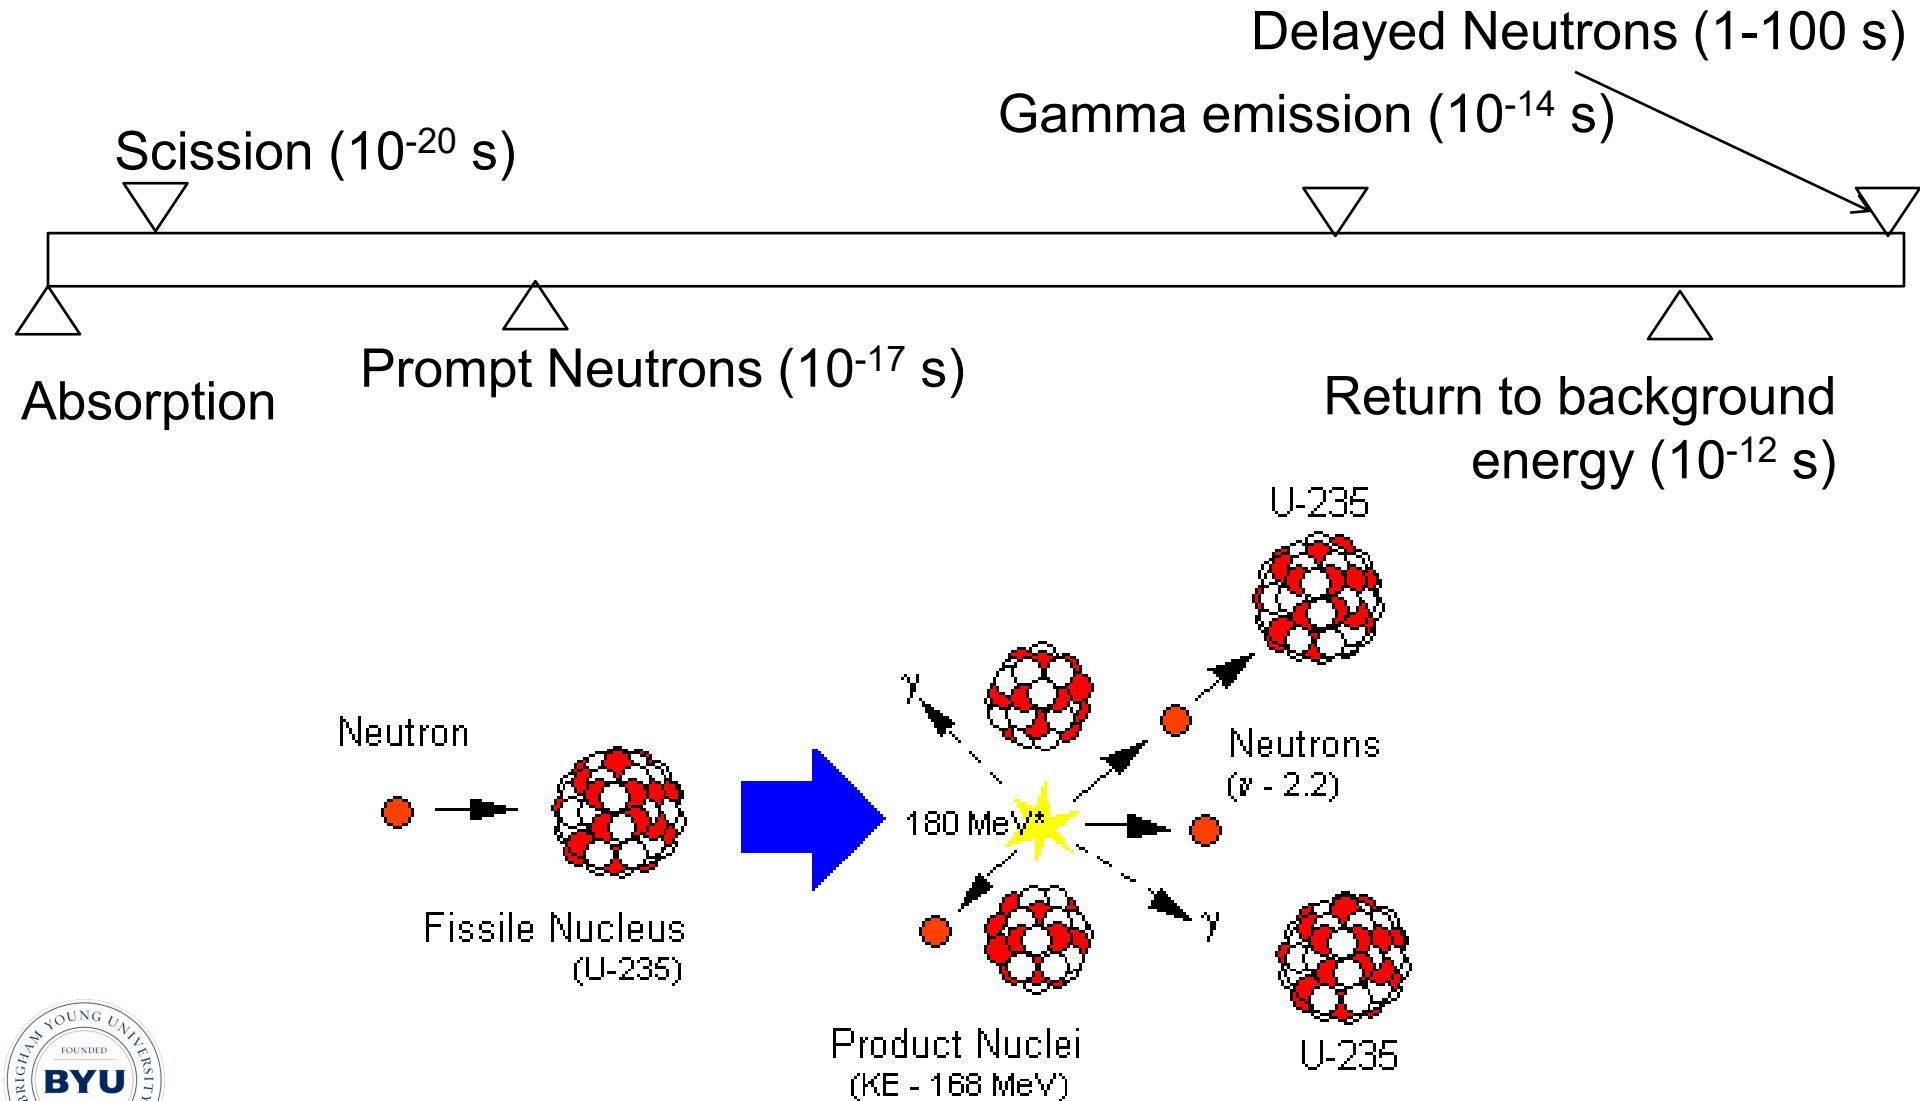 Delayed Neutrons (1-100 s)
Gamma emission (10⁻¹⁴ s)
Scission (10⁻²⁰ s)
Prompt Neutrons (10⁻¹⁷ s)
Absorption
Return to background
energy (10⁻¹² s)
U-235
γ
Neutron
Neutrons
(ν - 2.2)
180 MeV*
Fissile Nucleus
(U-235)
γ
Product Nuclei
(KE - 168 MeV)
U-235
BRIGHAM YOUNG UNIVERSITY
FOUNDED
BYU